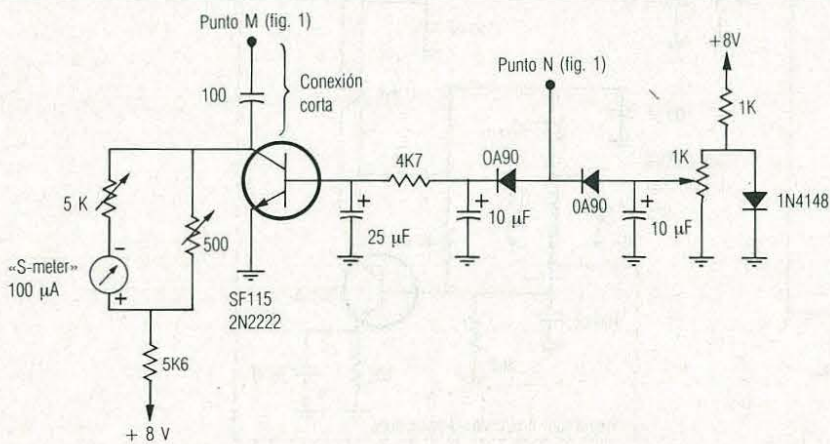 Punto M (fig. 1)
100
Conexión
corta
Punto N (fig. 1)
+8V
1K
1K
4K7
0A90
0A90
1N4148
+
25 µF
+
10 µF
+
10 µF
5 K
500
«S-meter»
100 µA
-
+
SF115
2N2222
5K6
+ 8 V